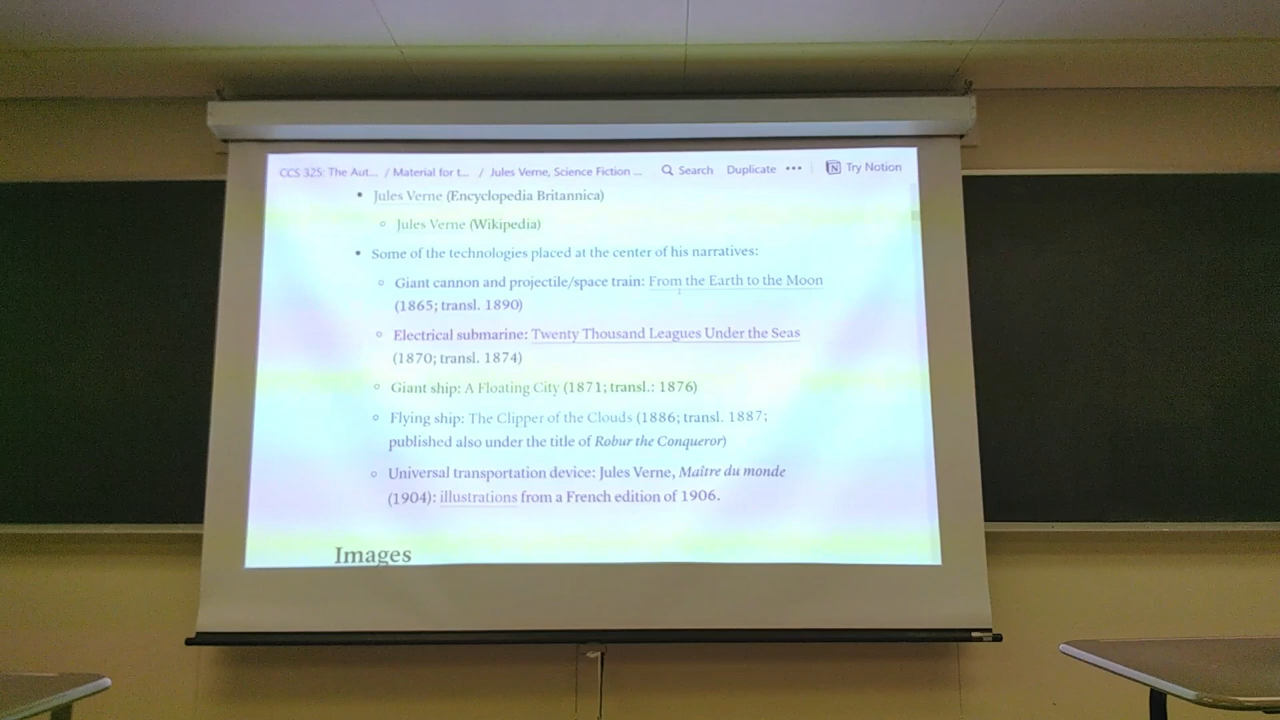 CCS 325: The Aut... / Material for t... / Jules Verne, Science Fiction ... Search Duplicate ••• Try Notion
• Jules Verne (Encyclopedia Britannica)
◦ Jules Verne (Wikipedia)
• Some of the technologies placed at the center of his narratives:
◦ Giant cannon and projectile/space train: From the Earth to the Moon
(1865; transl. 1890)
◦ Electrical submarine: Twenty Thousand Leagues Under the Seas
(1870; transl. 1874)
◦ Giant ship: A Floating City (1871; transl.: 1876)
◦ Flying ship: The Clipper of the Clouds (1886; transl. 1887;
published also under the title of Robur the Conqueror)
◦ Universal transportation device: Jules Verne, Maître du monde
(1904): illustrations from a French edition of 1906.
Images